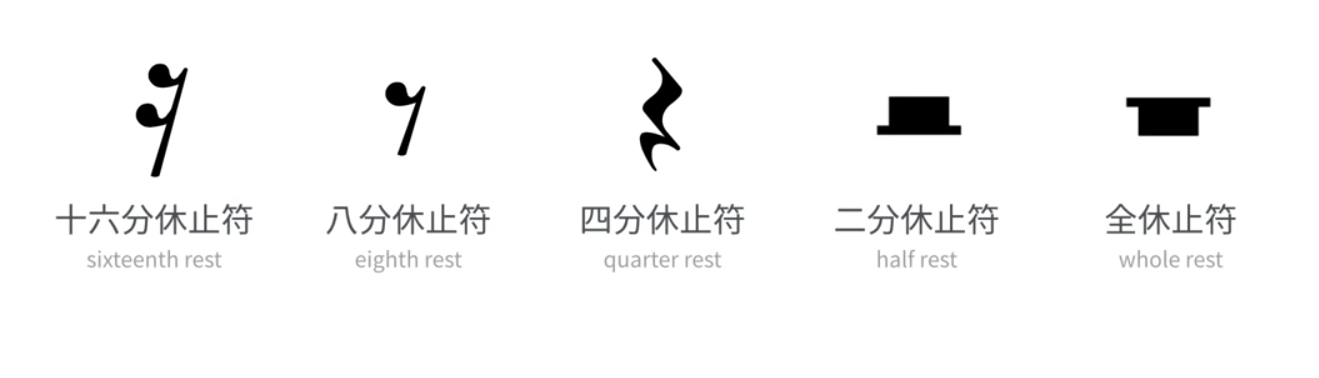 十六分休止符
八分休止符
四分休止符
二分休止符
全休止符
sixteenth rest
eighth rest
quarter rest
half rest
whole rest